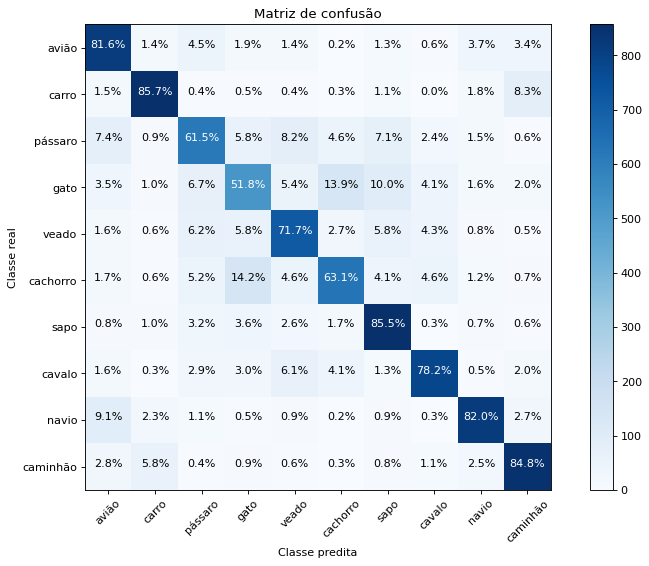 Matriz de confusão
avião 81.6% 1.4% 4.5% 1.9% 1.4% 0.2% 1.3% 0.6% 3.7% 3.4%
carro 1.5% 85.7% 0.4% 0.5% 0.4% 0.3% 1.1% 0.0% 1.8% 8.3%
pássaro 7.4% 0.9% 61.5% 5.8% 8.2% 4.6% 7.1% 2.4% 1.5% 0.6%
gato 3.5% 1.0% 6.7% 51.8% 5.4% 13.9% 10.0% 4.1% 1.6% 2.0%
veado 1.6% 0.6% 6.2% 5.8% 71.7% 2.7% 5.8% 4.3% 0.8% 0.5%
cachorro 1.7% 0.6% 5.2% 14.2% 4.6% 63.1% 4.1% 4.6% 1.2% 0.7%
sapo 0.8% 1.0% 3.2% 3.6% 2.6% 1.7% 85.5% 0.3% 0.7% 0.6%
cavalo 1.6% 0.3% 2.9% 3.0% 6.1% 4.1% 1.3% 78.2% 0.5% 2.0%
navio 9.1% 2.3% 1.1% 0.5% 0.9% 0.2% 0.9% 0.3% 82.0% 2.7%
caminhão 2.8% 5.8% 0.4% 0.9% 0.6% 0.3% 0.8% 1.1% 2.5% 84.8%
avião carro pássaro gato veado cachorro sapo cavalo navio caminhão
Classe predita
Classe real
800
700
600
500
400
300
200
100
0